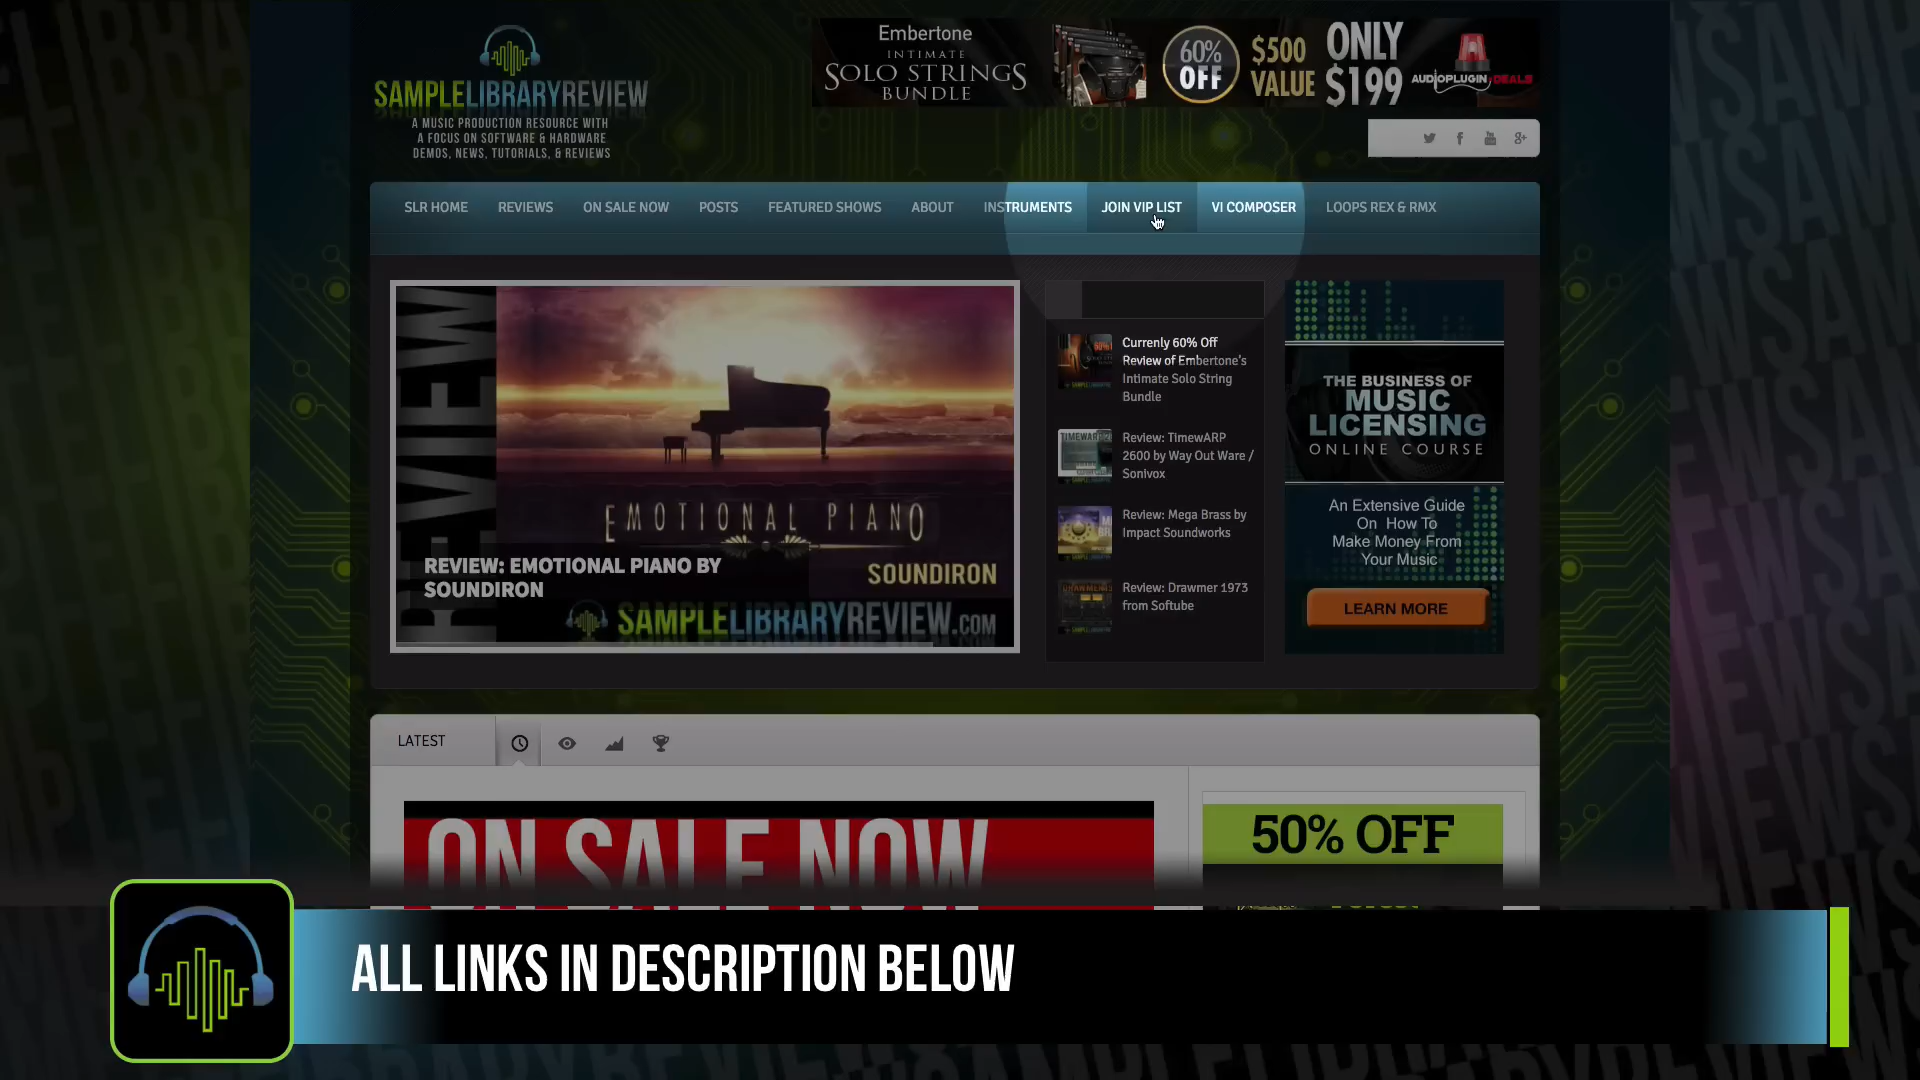 Embertone
INTIMATE
SOLO STRINGS
BUNDLE
60%
OFF
$500
VALUE
ONLY
$199
AUDIOPLUGIN.DEALS
SAMPLELIBRARYREVIEW
A MUSIC PRODUCTION RESOURCE WITH
A FOCUS ON SOFTWARE & HARDWARE
DEMOS, NEWS, TUTORIALS, & REVIEWS
SLR HOME REVIEWS ON SALE NOW POSTS FEATURED SHOWS ABOUT INSTRUMENTS JOIN VIP LIST VI COMPOSER LOOPS REX & RMX
REVIEW
EMOTIONAL PIANO
REVIEW: EMOTIONAL PIANO BY
SOUNDIRON
SOUNDIRON
SAMPLELIBRARYREVIEW.COM
Currenly 60% Off
Review of Embertone's
Intimate Solo String
Bundle
Review: TimewARP
2600 by Way Out Ware /
Sonivox
Review: Mega Brass by
Impact Soundworks
Review: Drawmer 1973
from Softube
THE BUSINESS OF
MUSIC
LICENSING
ONLINE COURSE
An Extensive Guide
On How To
Make Money From
Your Music
LEARN MORE
LATEST
ON SALE NOW
50% OFF
ALL LINKS IN DESCRIPTION BELOW